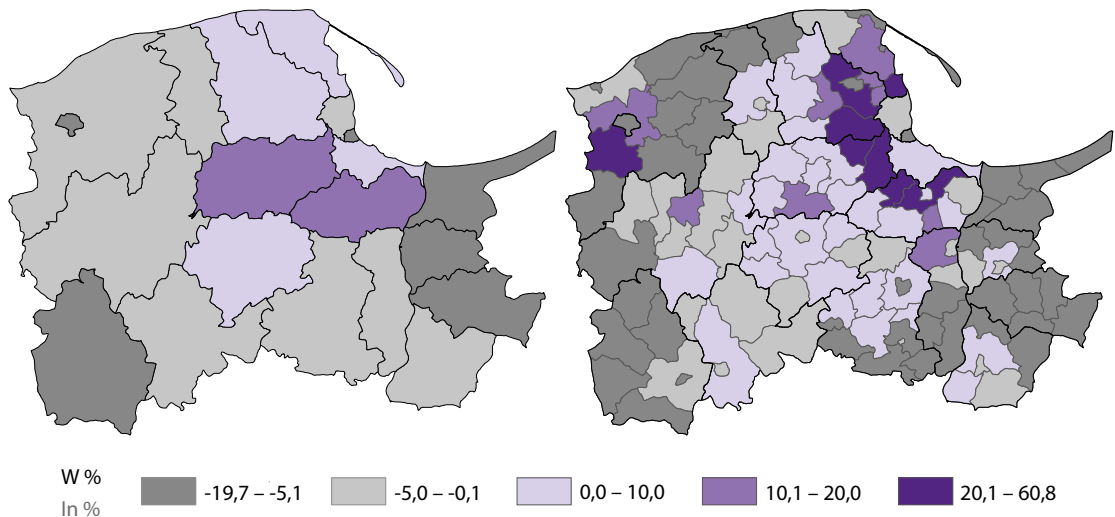 W %
In %
-19,7 – -5,1
-5,0 – -0,1
0,0 – 10,0
10,1 – 20,0
20,1 – 60,8